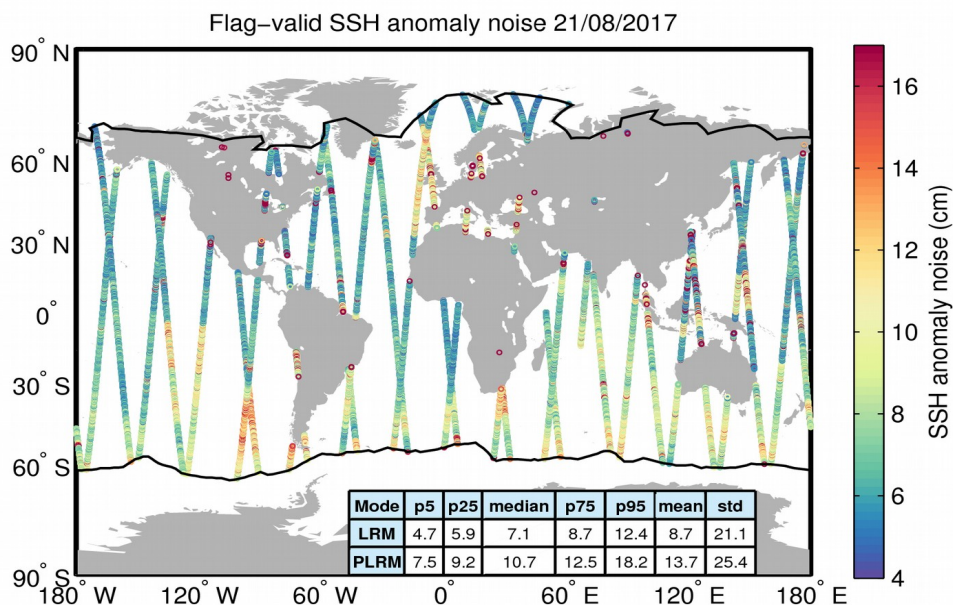 Flag−valid SSH anomaly noise 21/08/2017
90° N
60° N
30° N
0°
30° S
60° S
90° S
180° W
120° W
60° W
0°
60° E
120° E
180° E
Mode p5 p25 median p75 p95 mean std
LRM 4.7 5.9 7.1 8.7 12.4 8.7 21.1
PLRM 7.5 9.2 10.7 12.5 18.2 13.7 25.4
16
14
12
10
8
6
4
SSH anomaly noise (cm)